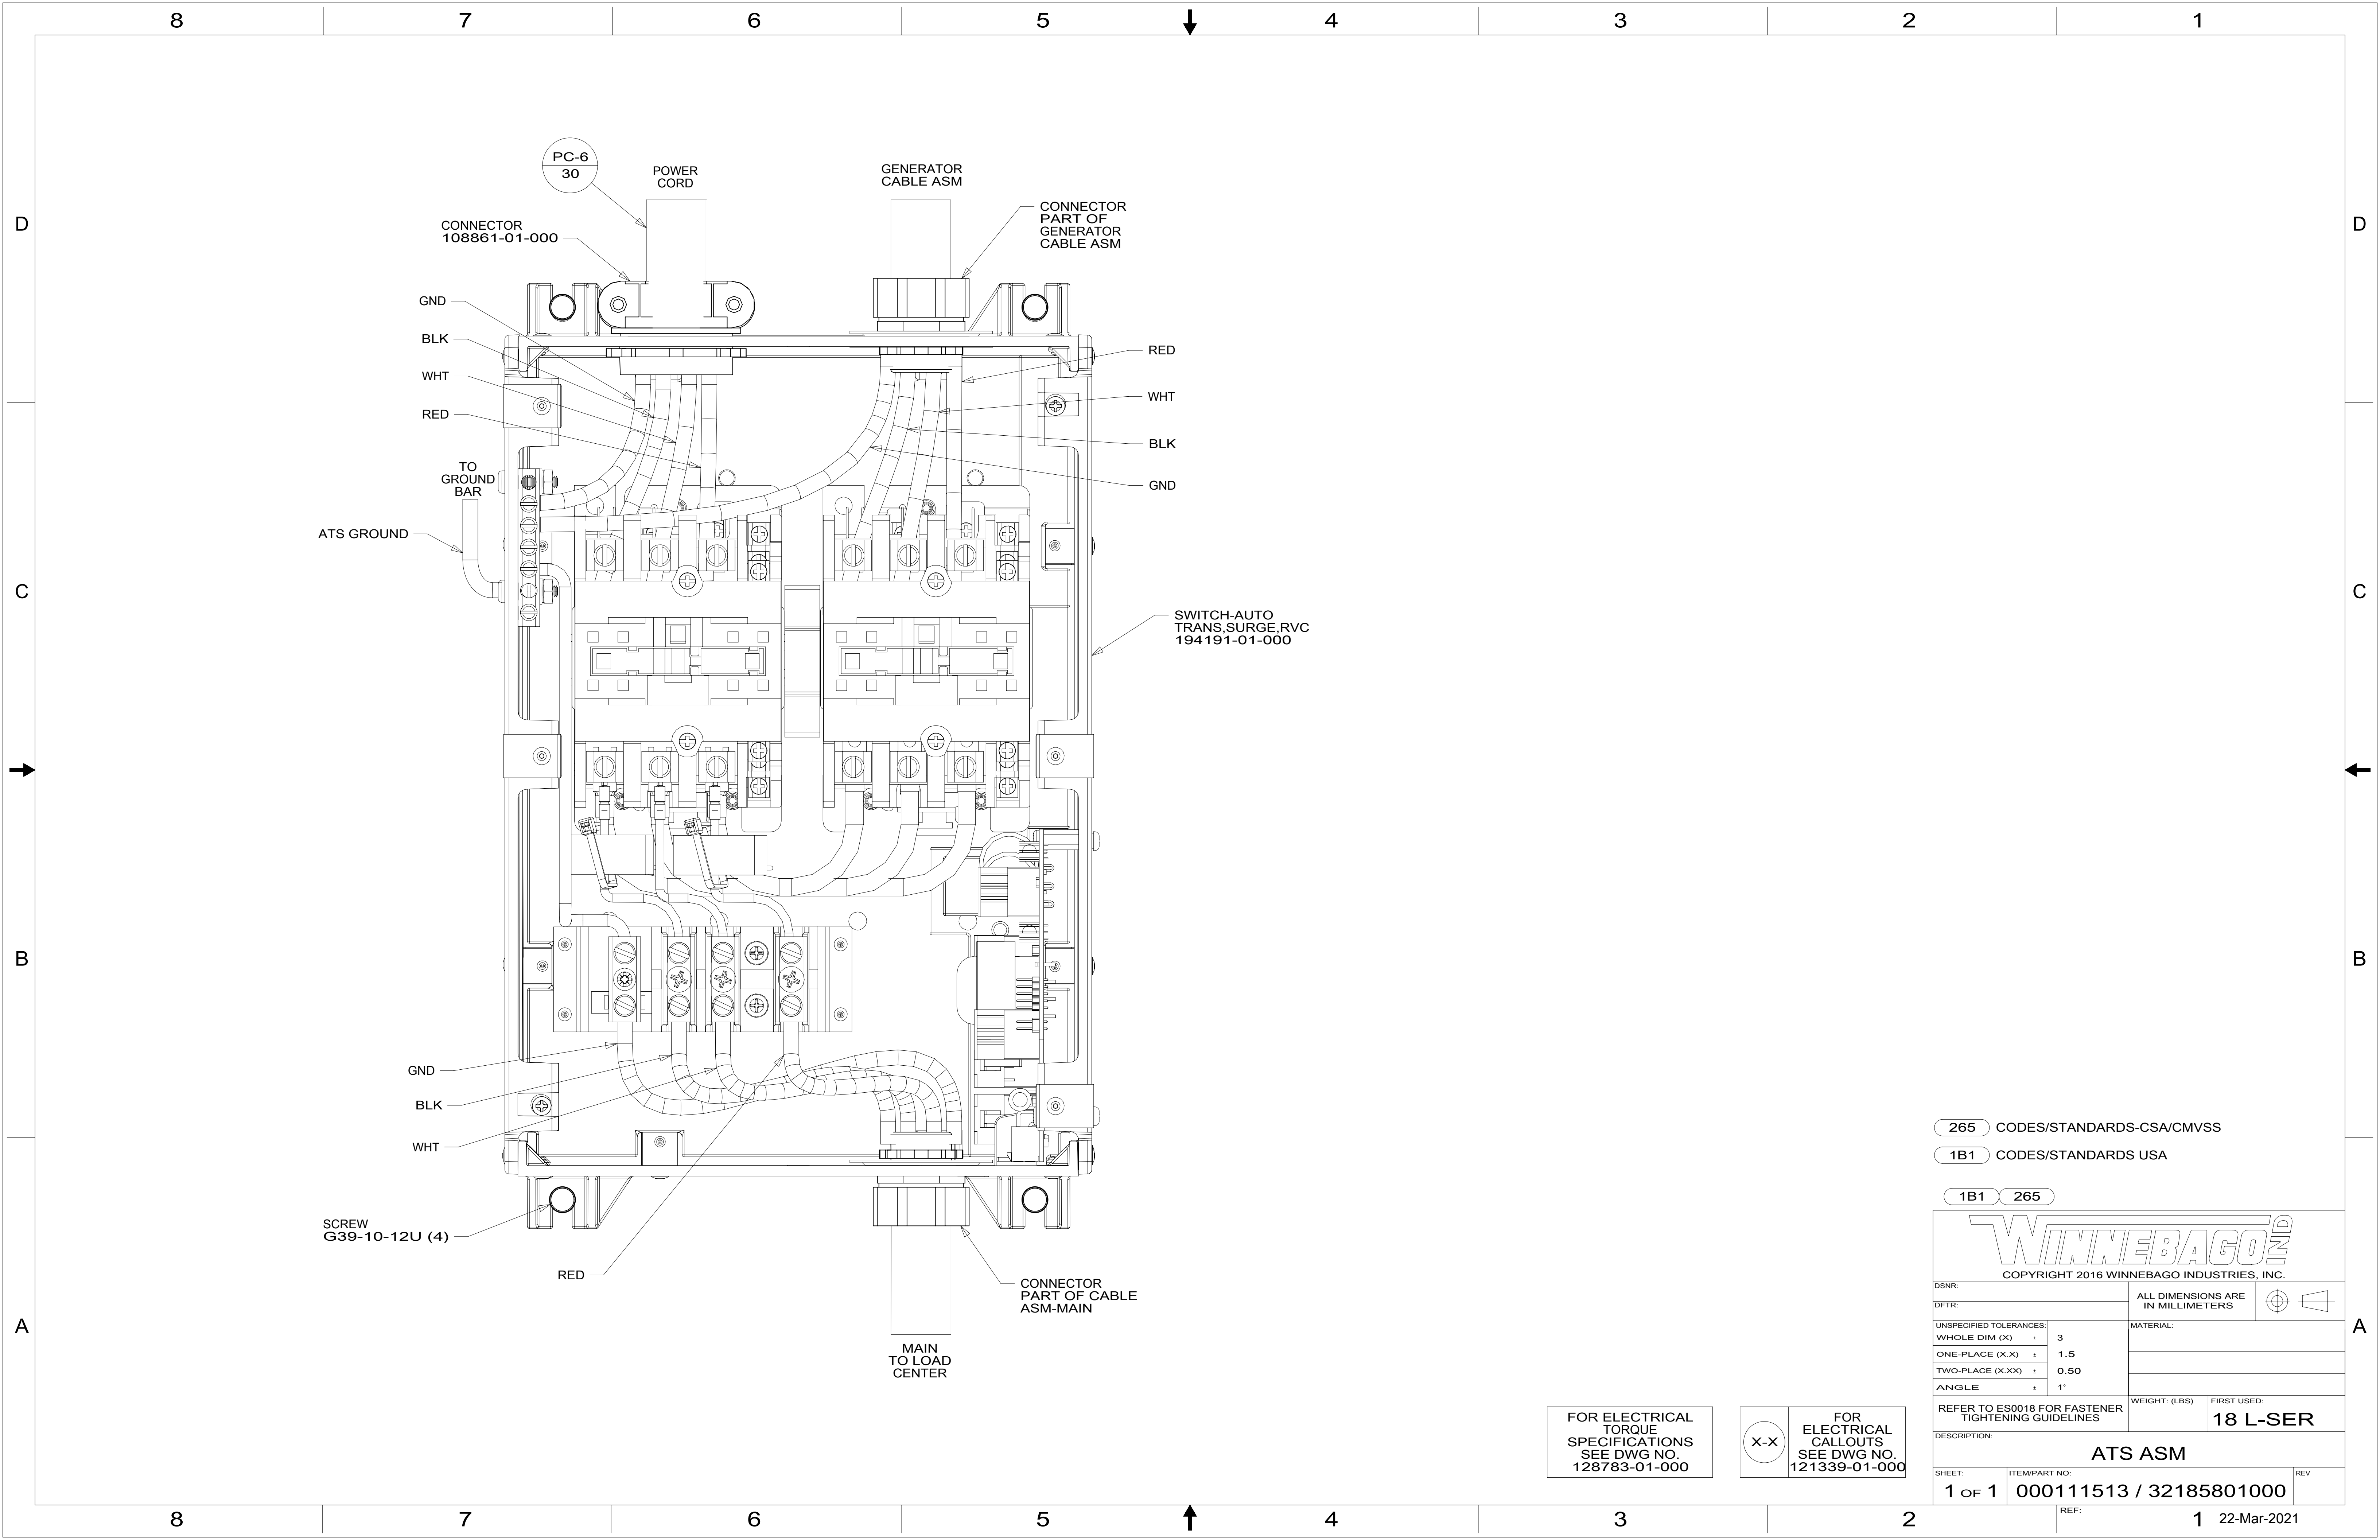 8 7 6 5 4 3 2 1
D
D
C
C
B
B
A
A
PC-6
30
POWER
CORD
GENERATOR
CABLE ASM
CONNECTOR
108861-01-000
CONNECTOR
PART OF
GENERATOR
CABLE ASM
GND
BLK
WHT
RED
RED
WHT
BLK
GND
TO
GROUND
BAR
ATS GROUND
SWITCH-AUTO
TRANS,SURGE,RVC
194191-01-000
GND
BLK
WHT
SCREW
G39-10-12U (4)
RED
CONNECTOR
PART OF CABLE
ASM-MAIN
MAIN
TO LOAD
CENTER
265 CODES/STANDARDS-CSA/CMVSS
1B1 CODES/STANDARDS USA
1B1 265
WINNEBAGO IND
COPYRIGHT 2016 WINNEBAGO INDUSTRIES, INC.
DSNR:
DFTR:
ALL DIMENSIONS ARE
IN MILLIMETERS
UNSPECIFIED TOLERANCES:
WHOLE DIM (X) ± 3
ONE-PLACE (X.X) ± 1.5
TWO-PLACE (X.XX) ± 0.50
ANGLE ± 1°
MATERIAL:
REFER TO ES0018 FOR FASTENER
TIGHTENING GUIDELINES
WEIGHT: (LBS)
FIRST USED:
18 L-SER
DESCRIPTION:
ATS ASM
SHEET:
1 OF 1
ITEM/PART NO:
000111513 / 32185801000
REV
FOR ELECTRICAL
TORQUE
SPECIFICATIONS
SEE DWG NO.
128783-01-000
X-X
FOR
ELECTRICAL
CALLOUTS
SEE DWG NO.
121339-01-000
8 7 6 5 4 3 2 1
REF:
22-Mar-2021